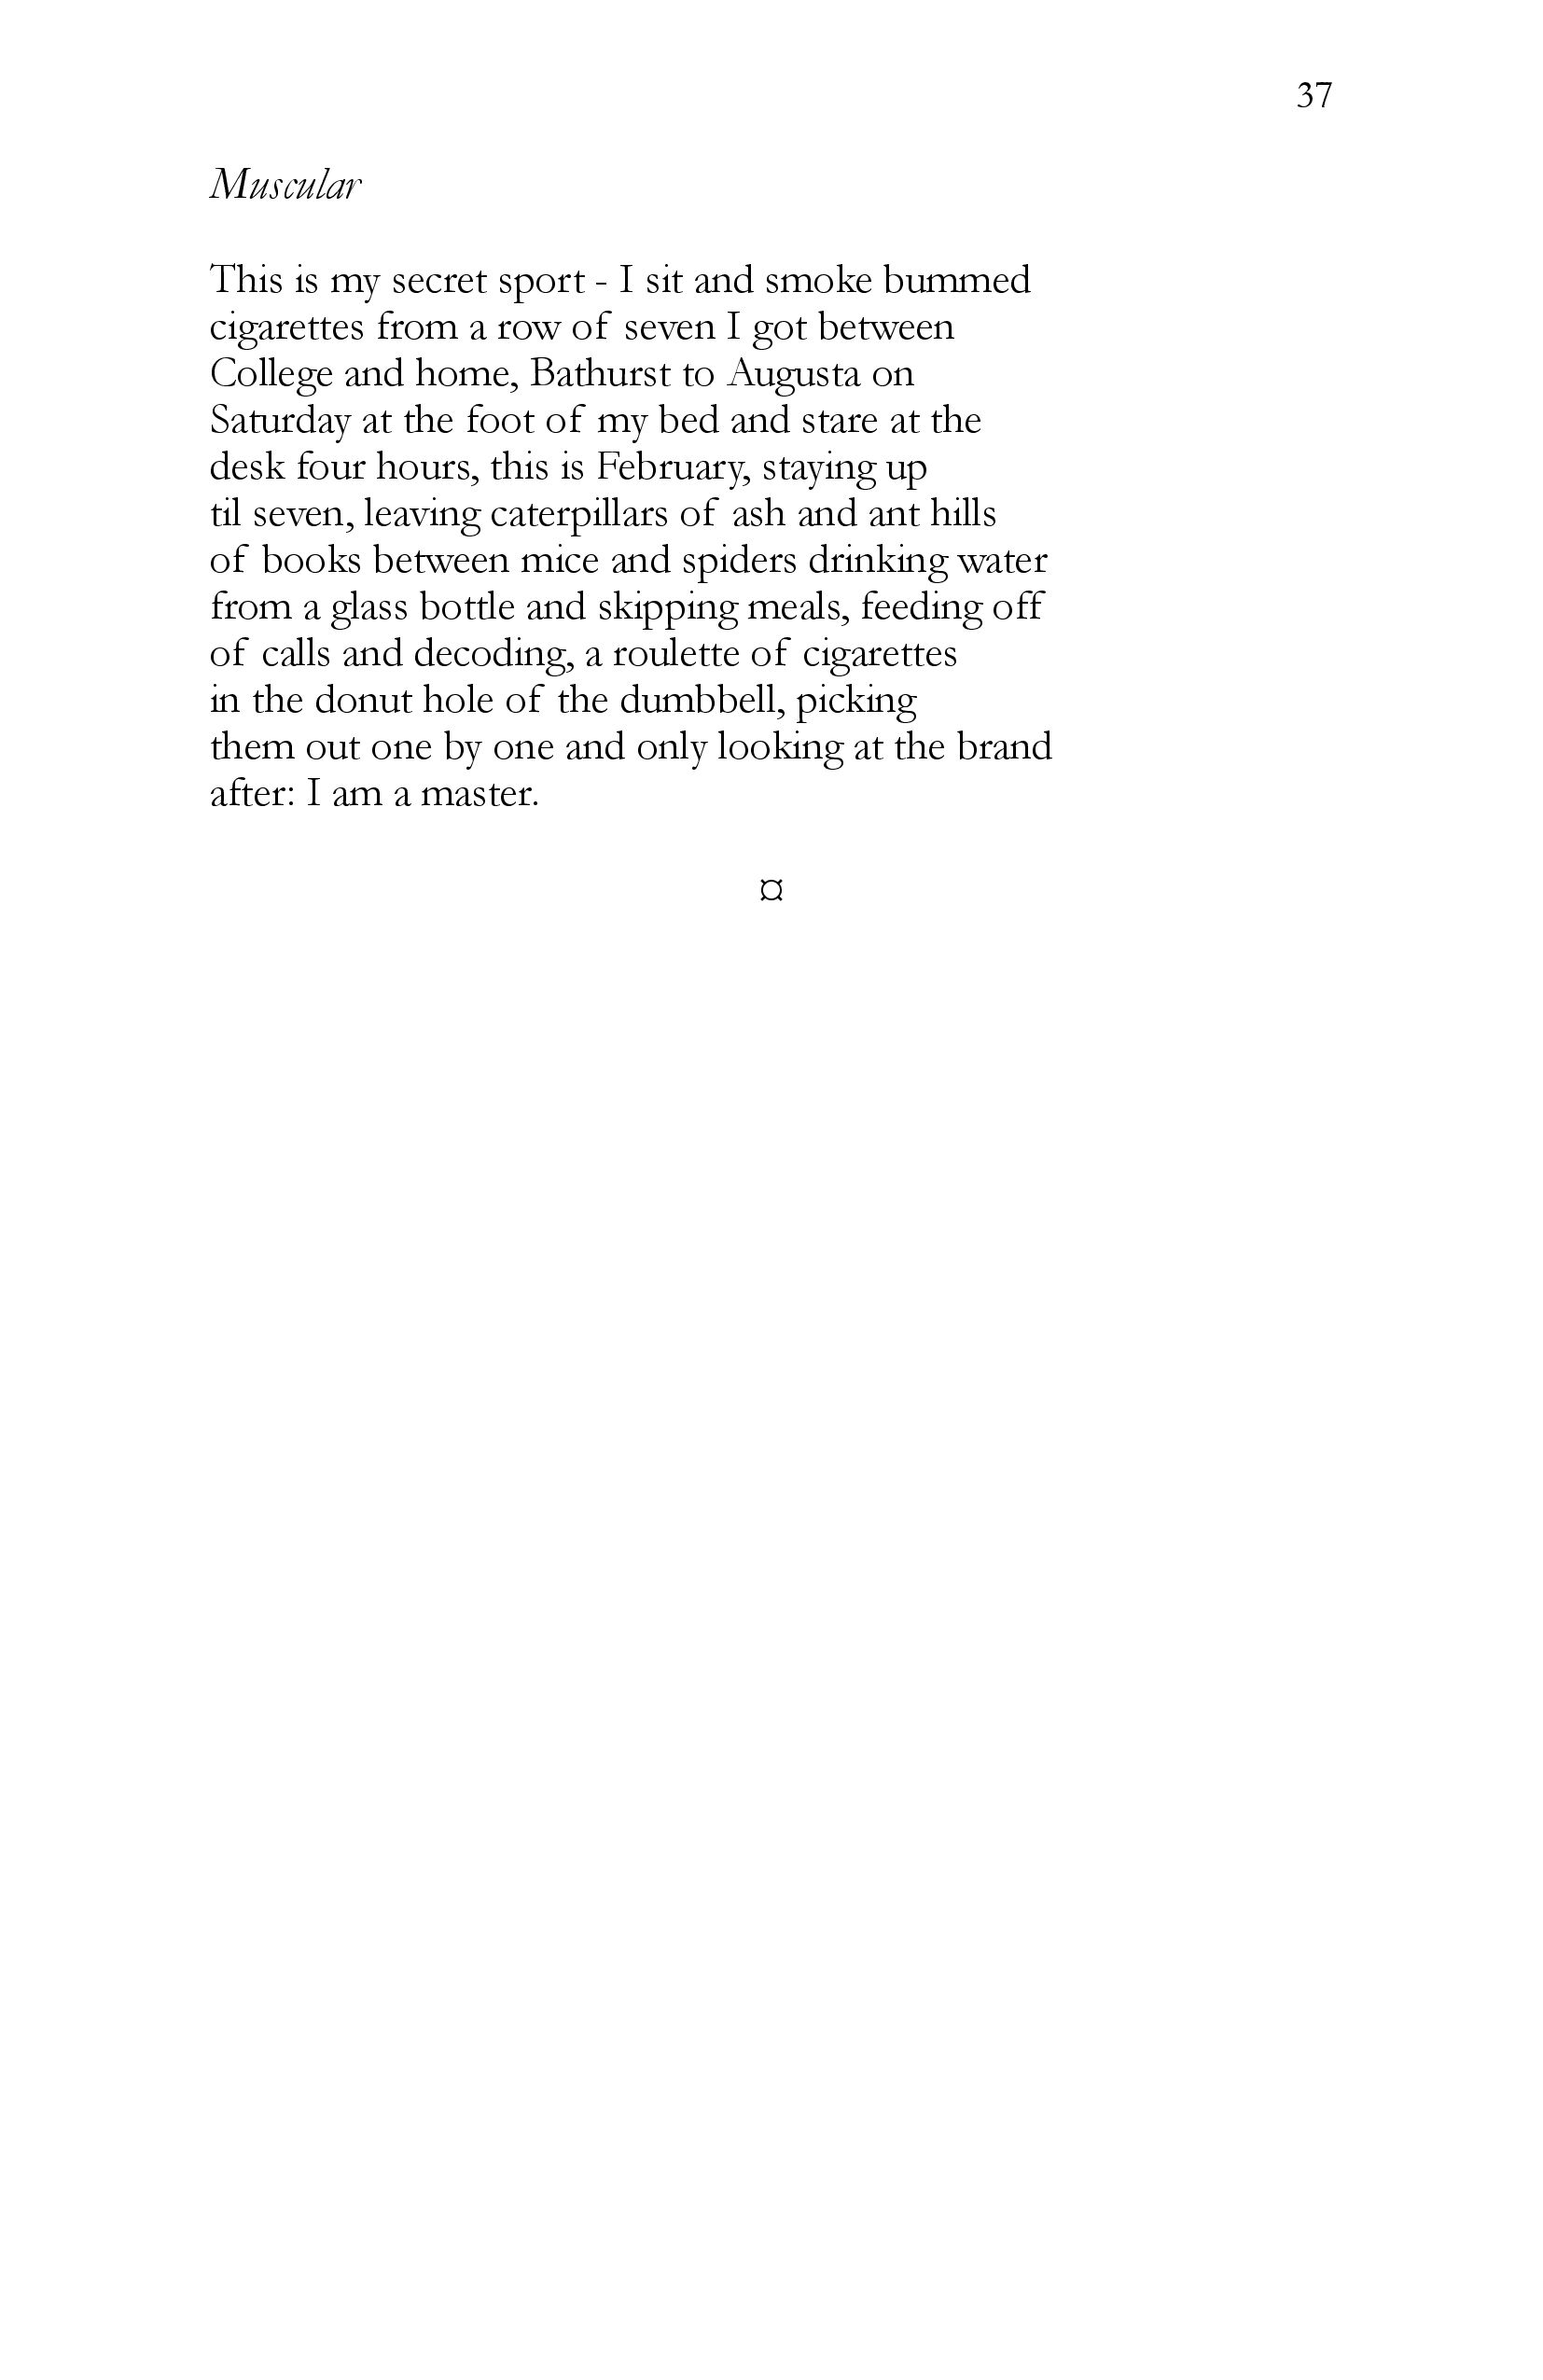 37
Muscular
This is my secret sport - I sit and smoke bummed
cigarettes from a row of seven I got between
College and home, Bathurst to Augusta on
Saturday at the foot of my bed and stare at the
desk four hours, this is February, staying up
til seven, leaving caterpillars of ash and ant hills
of books between mice and spiders drinking water
from a glass bottle and skipping meals, feeding off
of calls and decoding, a roulette of cigarettes
in the donut hole of the dumbbell, picking
them out one by one and only looking at the brand
after: I am a master.
¤